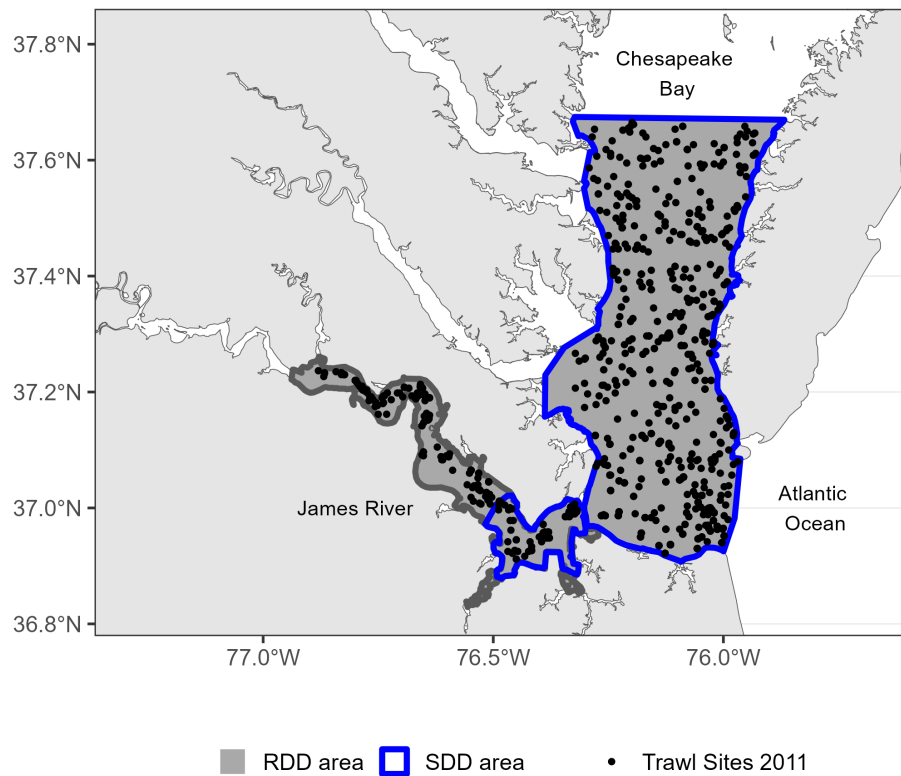 37.8°N
Chesapeake
Bay
37.6°N
37.4°N
37.2°N
37.0°N
James River
Atlantic
Ocean
36.8°N
77.0°W 76.5°W 76.0°W
RDD area SDD area Trawl Sites 2011